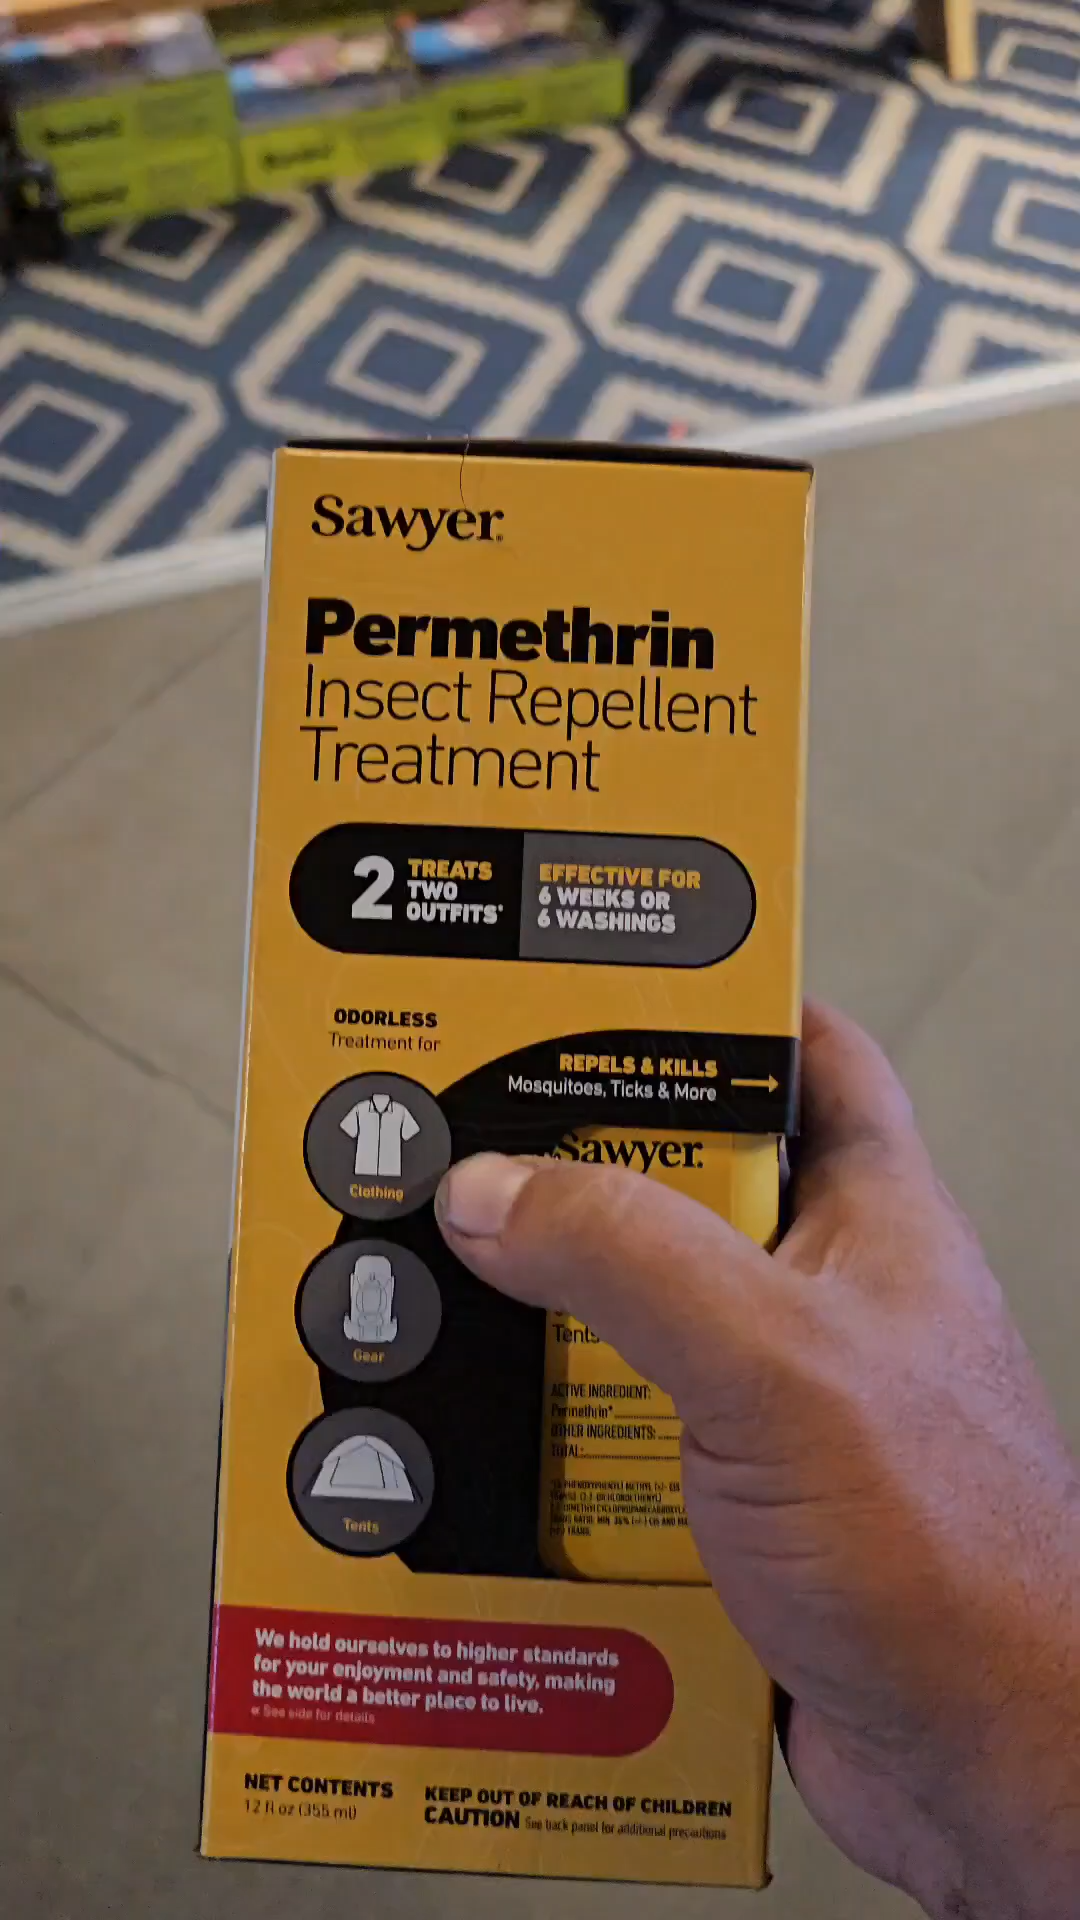 Sawyer.
Permethrin
Insect Repellent
Treatment
2 TREATS TWO OUTFITS*
EFFECTIVE FOR
6 WEEKS OR
6 WASHINGS
ODORLESS
Treatment for
REPELS & KILLS
Mosquitoes, Ticks & More
Clothing
Gear
Tents
Sawyer.
Tents
ACTIVE INGREDIENT:
Permethrin*
OTHER INGREDIENTS:
TOTAL:
We hold ourselves to higher standards
for your enjoyment and safety, making
the world a better place to live.
See side for details
NET CONTENTS
12 fl oz (355 ml)
KEEP OUT OF REACH OF CHILDREN
CAUTION See back panel for additional precautions